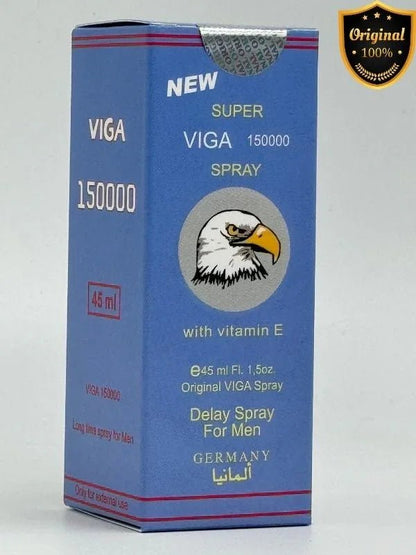 Original
100%
NEW
SUPER
VIGA 150000
SPRAY
with vitamin E
℮45 ml Fl. 1,5oz.
Original VIGA Spray
Delay Spray
For Men
GERMANY
ألمانيا
VIGA
150000
45 ml
VIGA 150000
Long time spray for Men
Only for external use